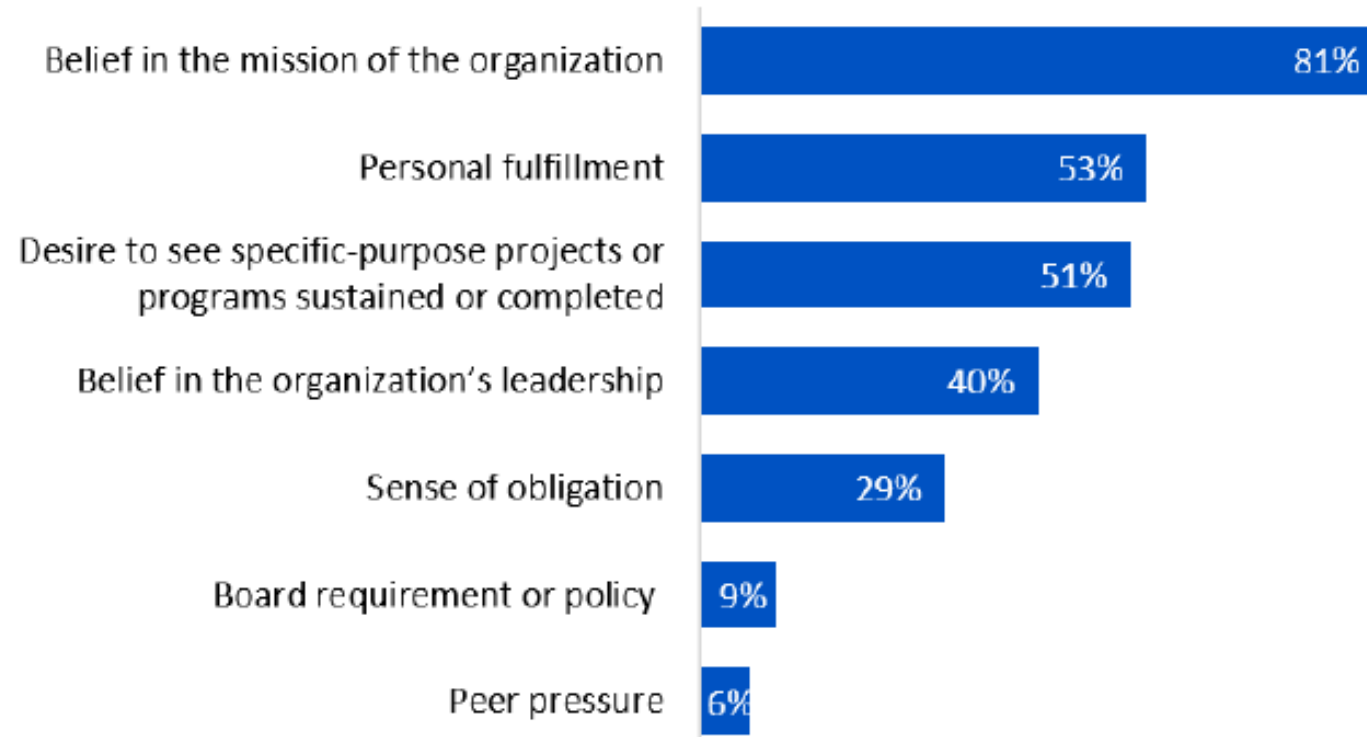 Belief in the mission of the organization
81%
Personal fulfillment
53%
Desire to see specific-purpose projects or
programs sustained or completed
51%
Belief in the organization's leadership
40%
Sense of obligation
29%
Board requirement or policy
9%
Peer pressure
6%